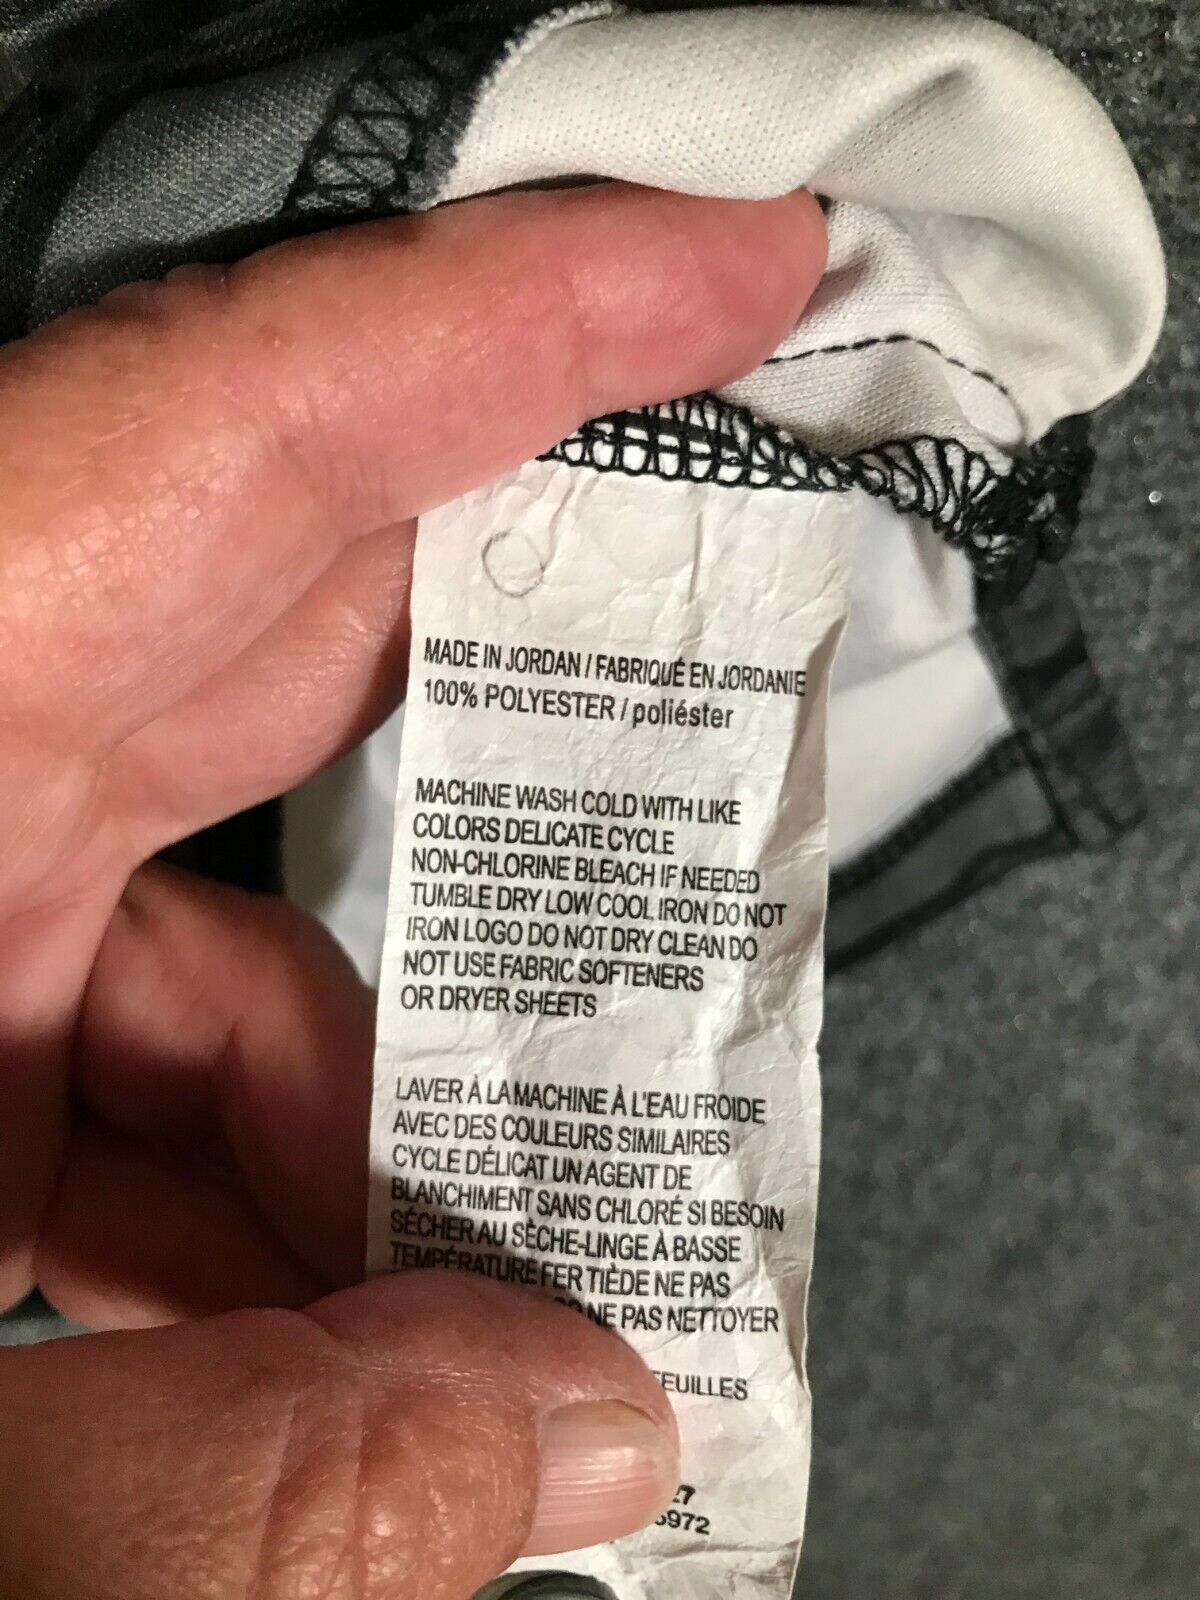 MADE IN JORDAN / FABRIQUÉ EN JORDANIE
100% POLYESTER / poliéster
MACHINE WASH COLD WITH LIKE
COLORS DELICATE CYCLE
NON-CHLORINE BLEACH IF NEEDED
TUMBLE DRY LOW COOL IRON DO NOT
IRON LOGO DO NOT DRY CLEAN DO
NOT USE FABRIC SOFTENERS
OR DRYER SHEETS
LAVER À LA MACHINE À L'EAU FROIDE
AVEC DES COULEURS SIMILAIRES
CYCLE DÉLICAT UN AGENT DE
BLANCHIMENT SANS CHLORÉ SI BESOIN
SÉCHER AU SÈCHE-LINGE À BASSE
TEMPÉRATURE FER TIÈDE NE PAS
NE PAS NETTOYER